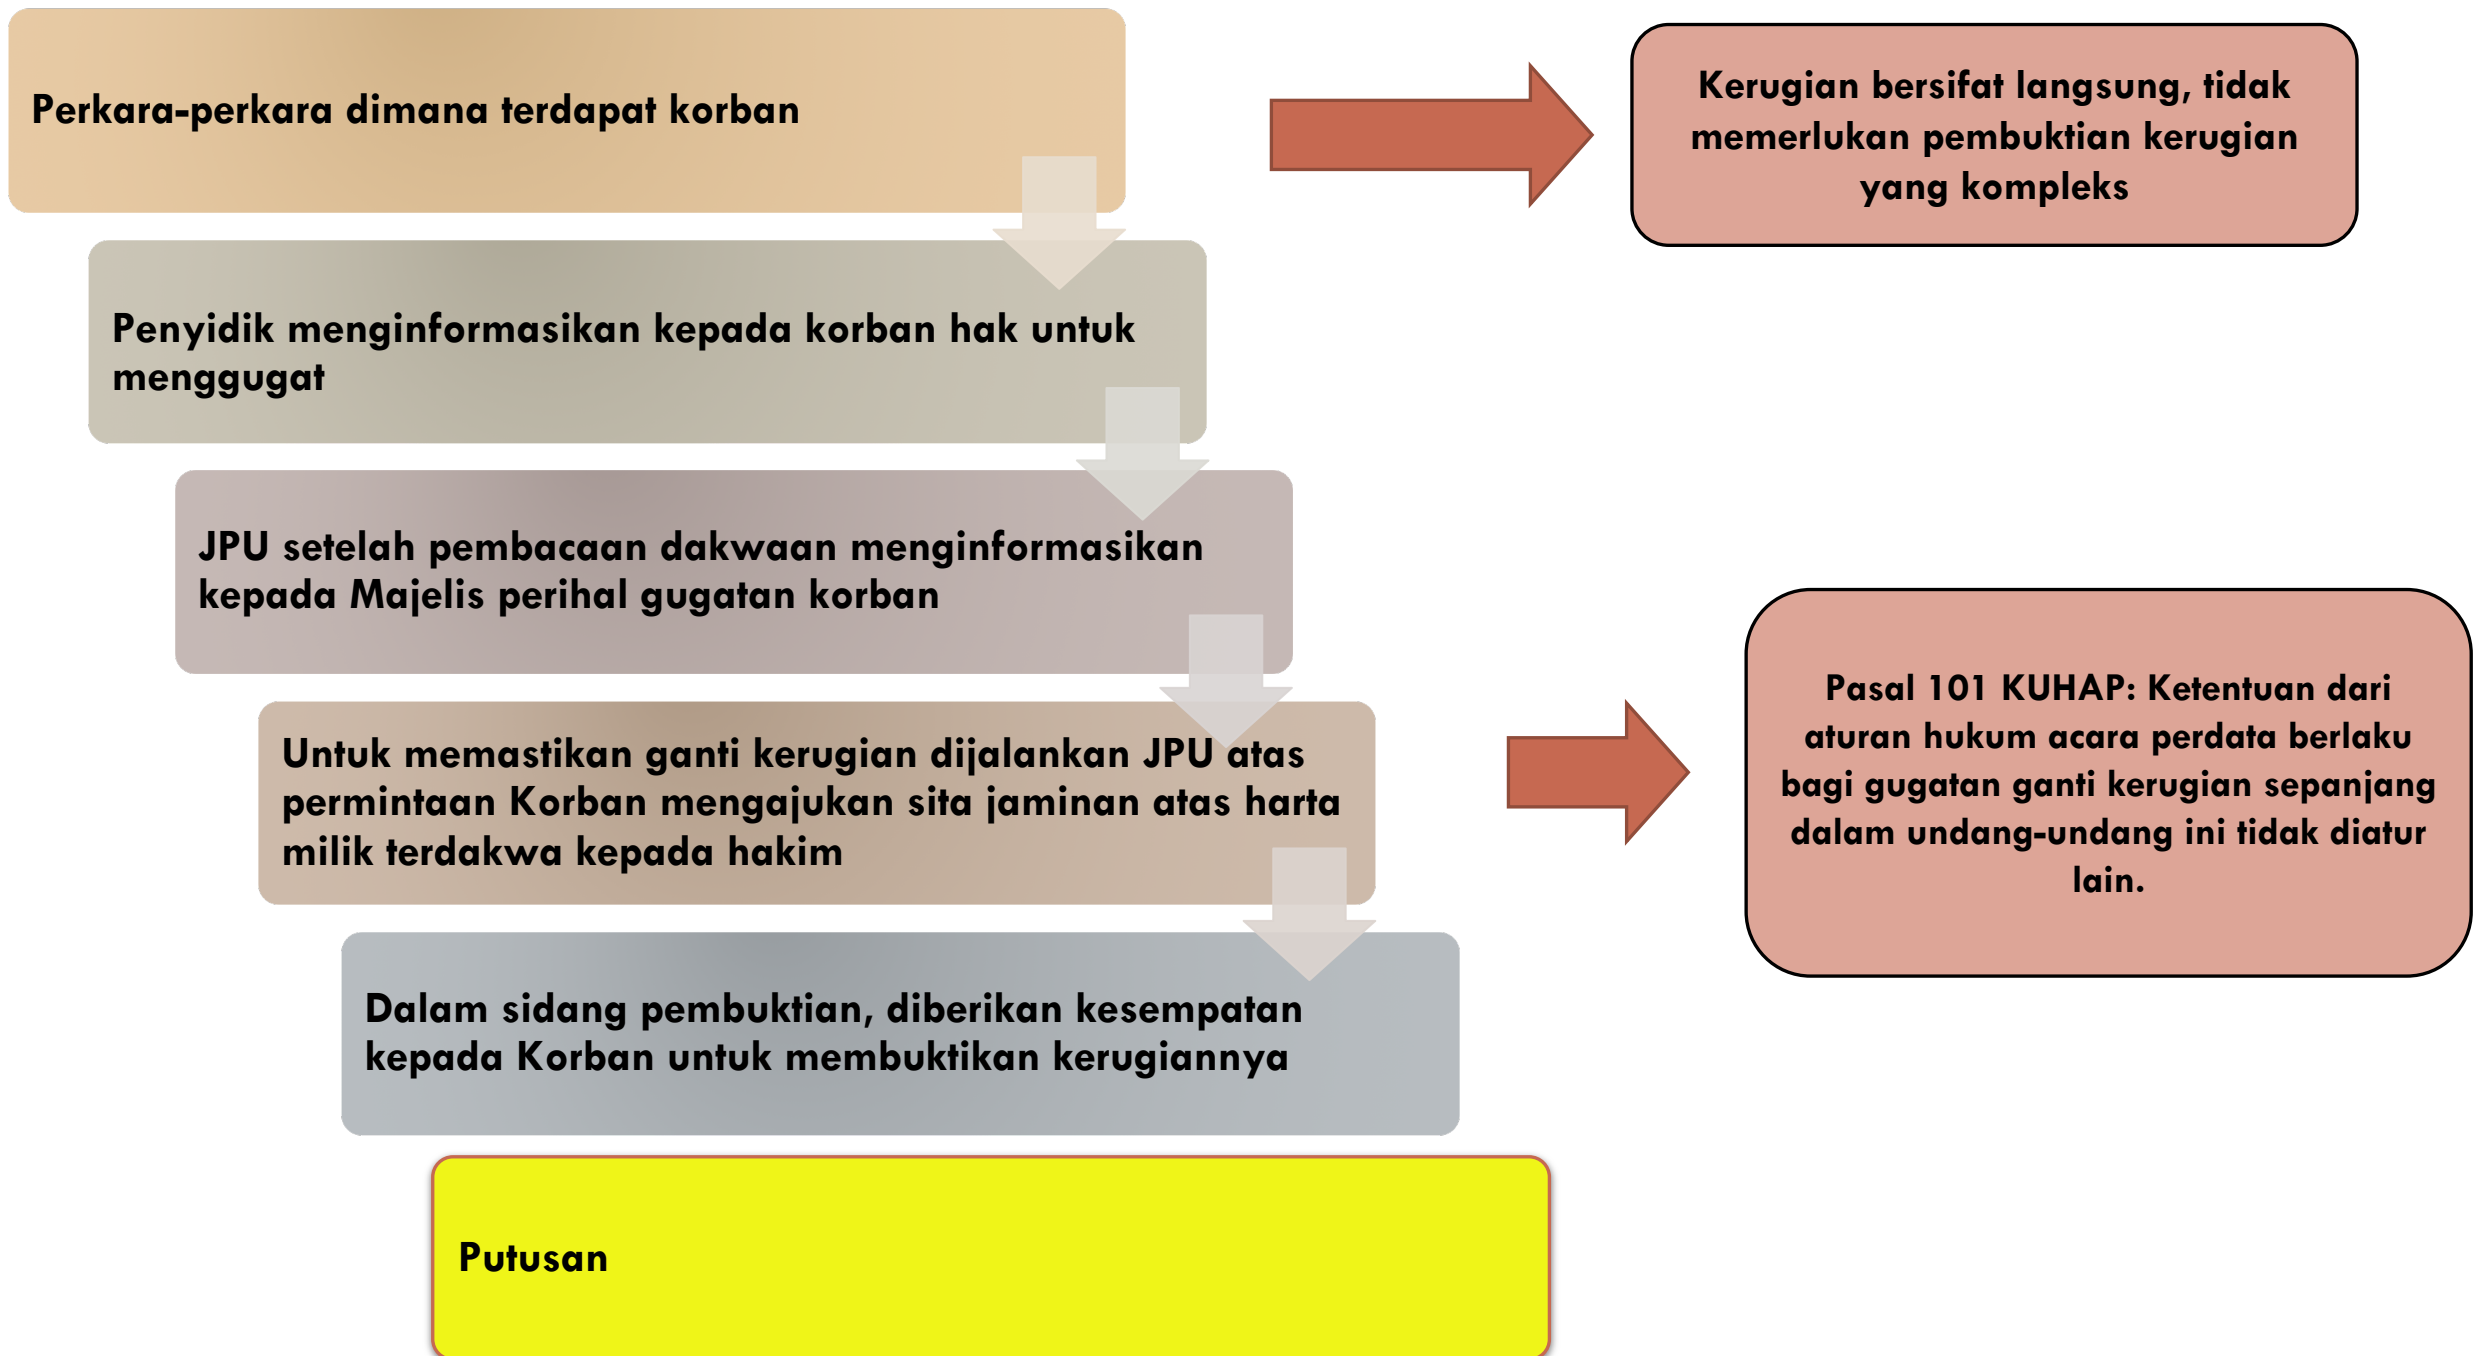 Perkara-perkara dimana terdapat korban
Kerugian bersifat langsung, tidak
memerlukan pembuktian kerugian
yang kompleks
Penyidik menginformasikan kepada korban hak untuk
menggugat
JPU setelah pembacaan dakwaan menginformasikan
kepada Majelis perihal gugatan korban
Untuk memastikan ganti kerugian dijalankan JPU atas
permintaan Korban mengajukan sita jaminan atas harta
milik terdakwa kepada hakim
Pasal 101 KUHAP: Ketentuan dari
aturan hukum acara perdata berlaku
bagi gugatan ganti kerugian sepanjang
dalam undang-undang ini tidak diatur
lain.
Dalam sidang pembuktian, diberikan kesempatan
kepada Korban untuk membuktikan kerugiannya
Putusan